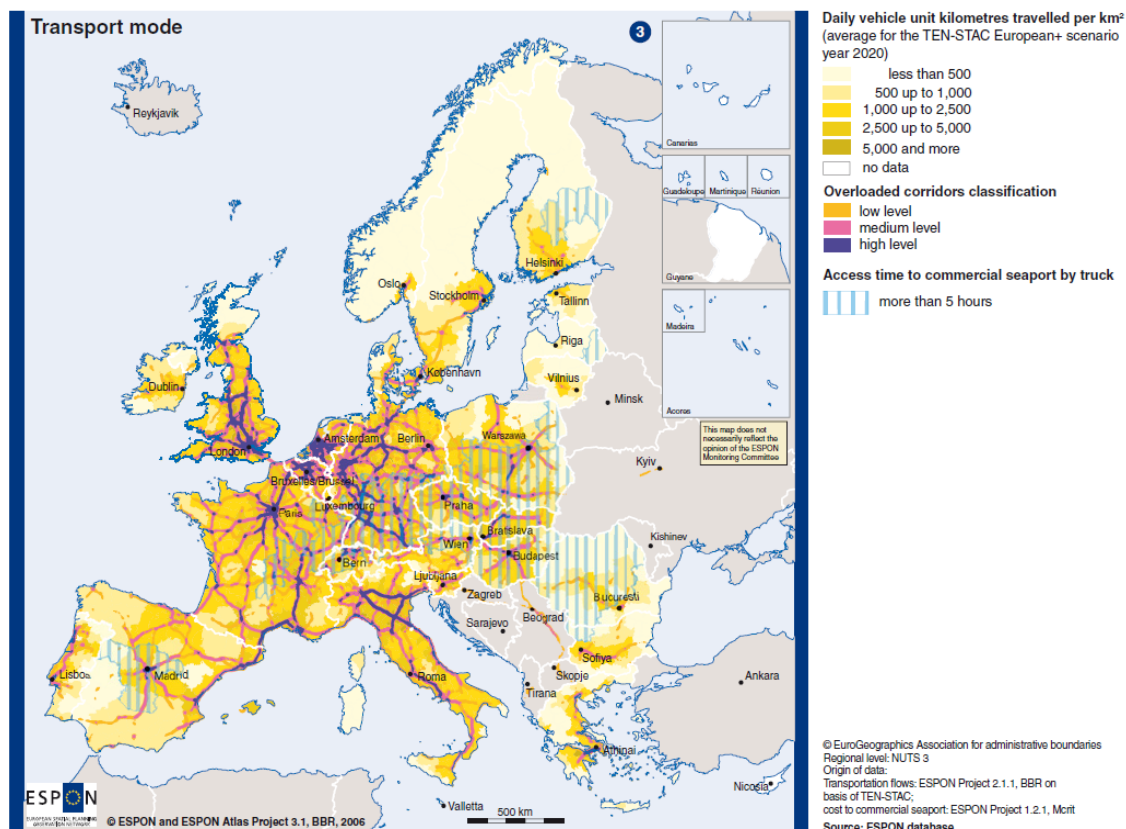 Transport mode
3
Reykjavik
Canarias
Guadeloupe
Martinique
Réunion
Guyane
Madeira
Acores
This map does not
necessarily reflect the
opinion of the ESPON
Monitoring Committee
Helsinki
Oslo
Stockholm
Tallinn
Riga
København
Vilnius
Minsk
Dublin
London
Amsterdam
Berlin
Warszawa
Kyiv
Bruxelles/Brussel
Luxembourg
Paris
Praha
Kishinev
Wien
Bratislava
Budapest
Bern
Ljubljana
Zagreb
Bucuresti
Beograd
Sarajevo
Sofiya
Skopje
Tirana
Ankara
Lisboa
Madrid
Roma
Athinai
Nicosia
Valletta
500 km
ESPON
EUROPEAN SPATIAL PLANNING
OBSERVATION NETWORK
© ESPON and ESPON Atlas Project 3.1, BBR, 2006
Daily vehicle unit kilometres travelled per km²
(average for the TEN-STAC European+ scenario
year 2020)
less than 500
500 up to 1,000
1,000 up to 2,500
2,500 up to 5,000
5,000 and more
no data
Overloaded corridors classification
low level
medium level
high level
Access time to commercial seaport by truck
more than 5 hours
© EuroGeographics Association for administrative boundaries
Regional level: NUTS 3
Origin of data:
Transportation flows: ESPON Project 2.1.1, BBR on
basis of TEN-STAC;
cost to commercial seaport: ESPON Project 1.2.1, Mcrit
Source: ESPON database